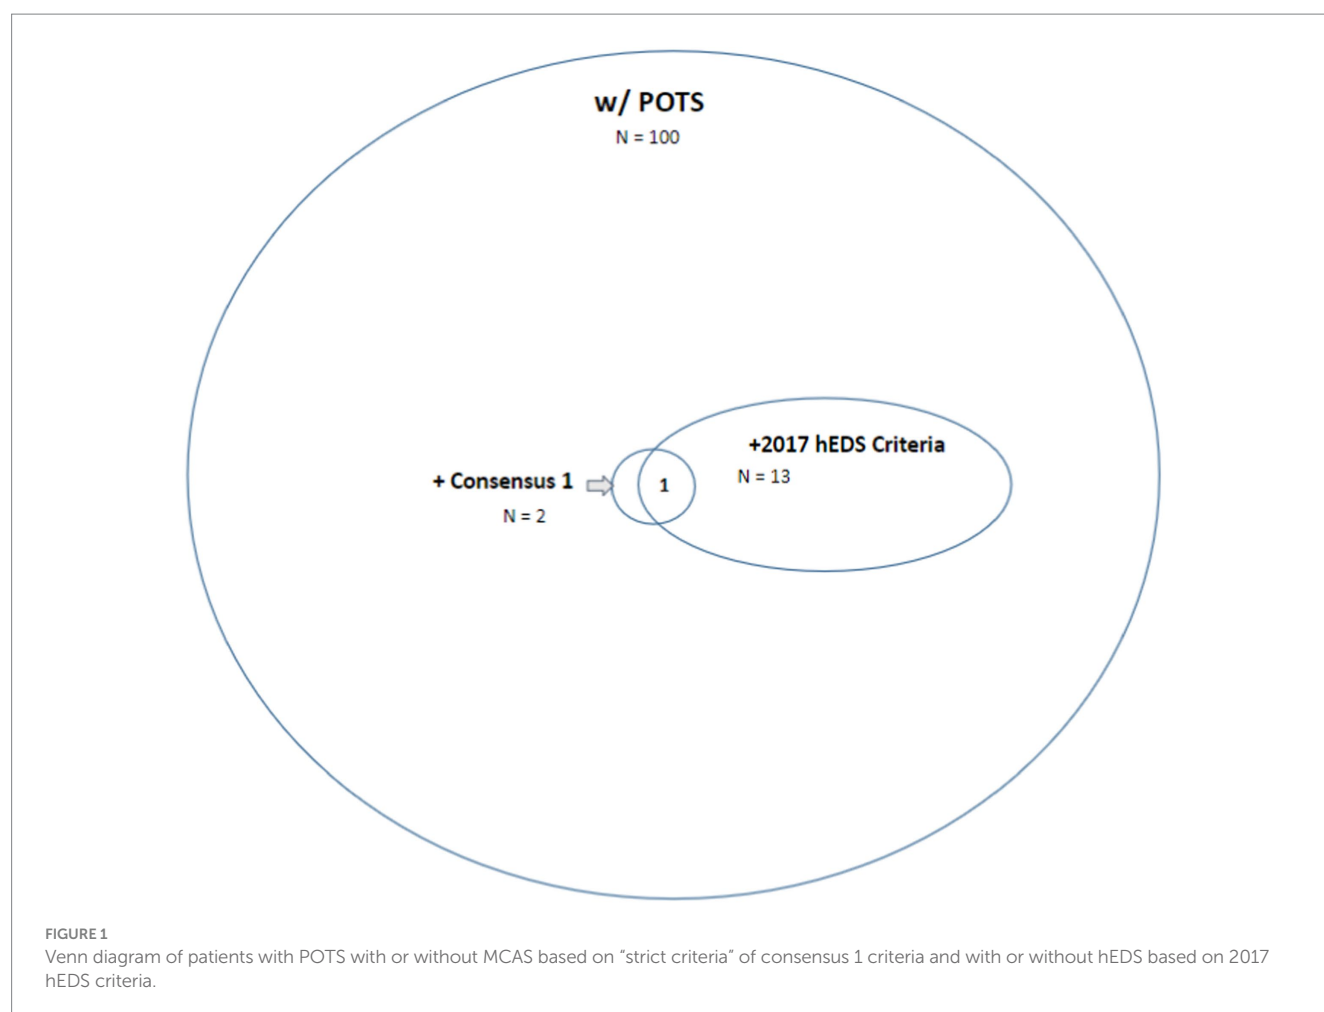 w/ POTS
N = 100
+2017 hEDS Criteria
N = 13
+ Consensus 1
N = 2
1
FIGURE 1
Venn diagram of patients with POTS with or without MCAS based on “strict criteria” of consensus 1 criteria and with or without hEDS based on 2017
hEDS criteria.